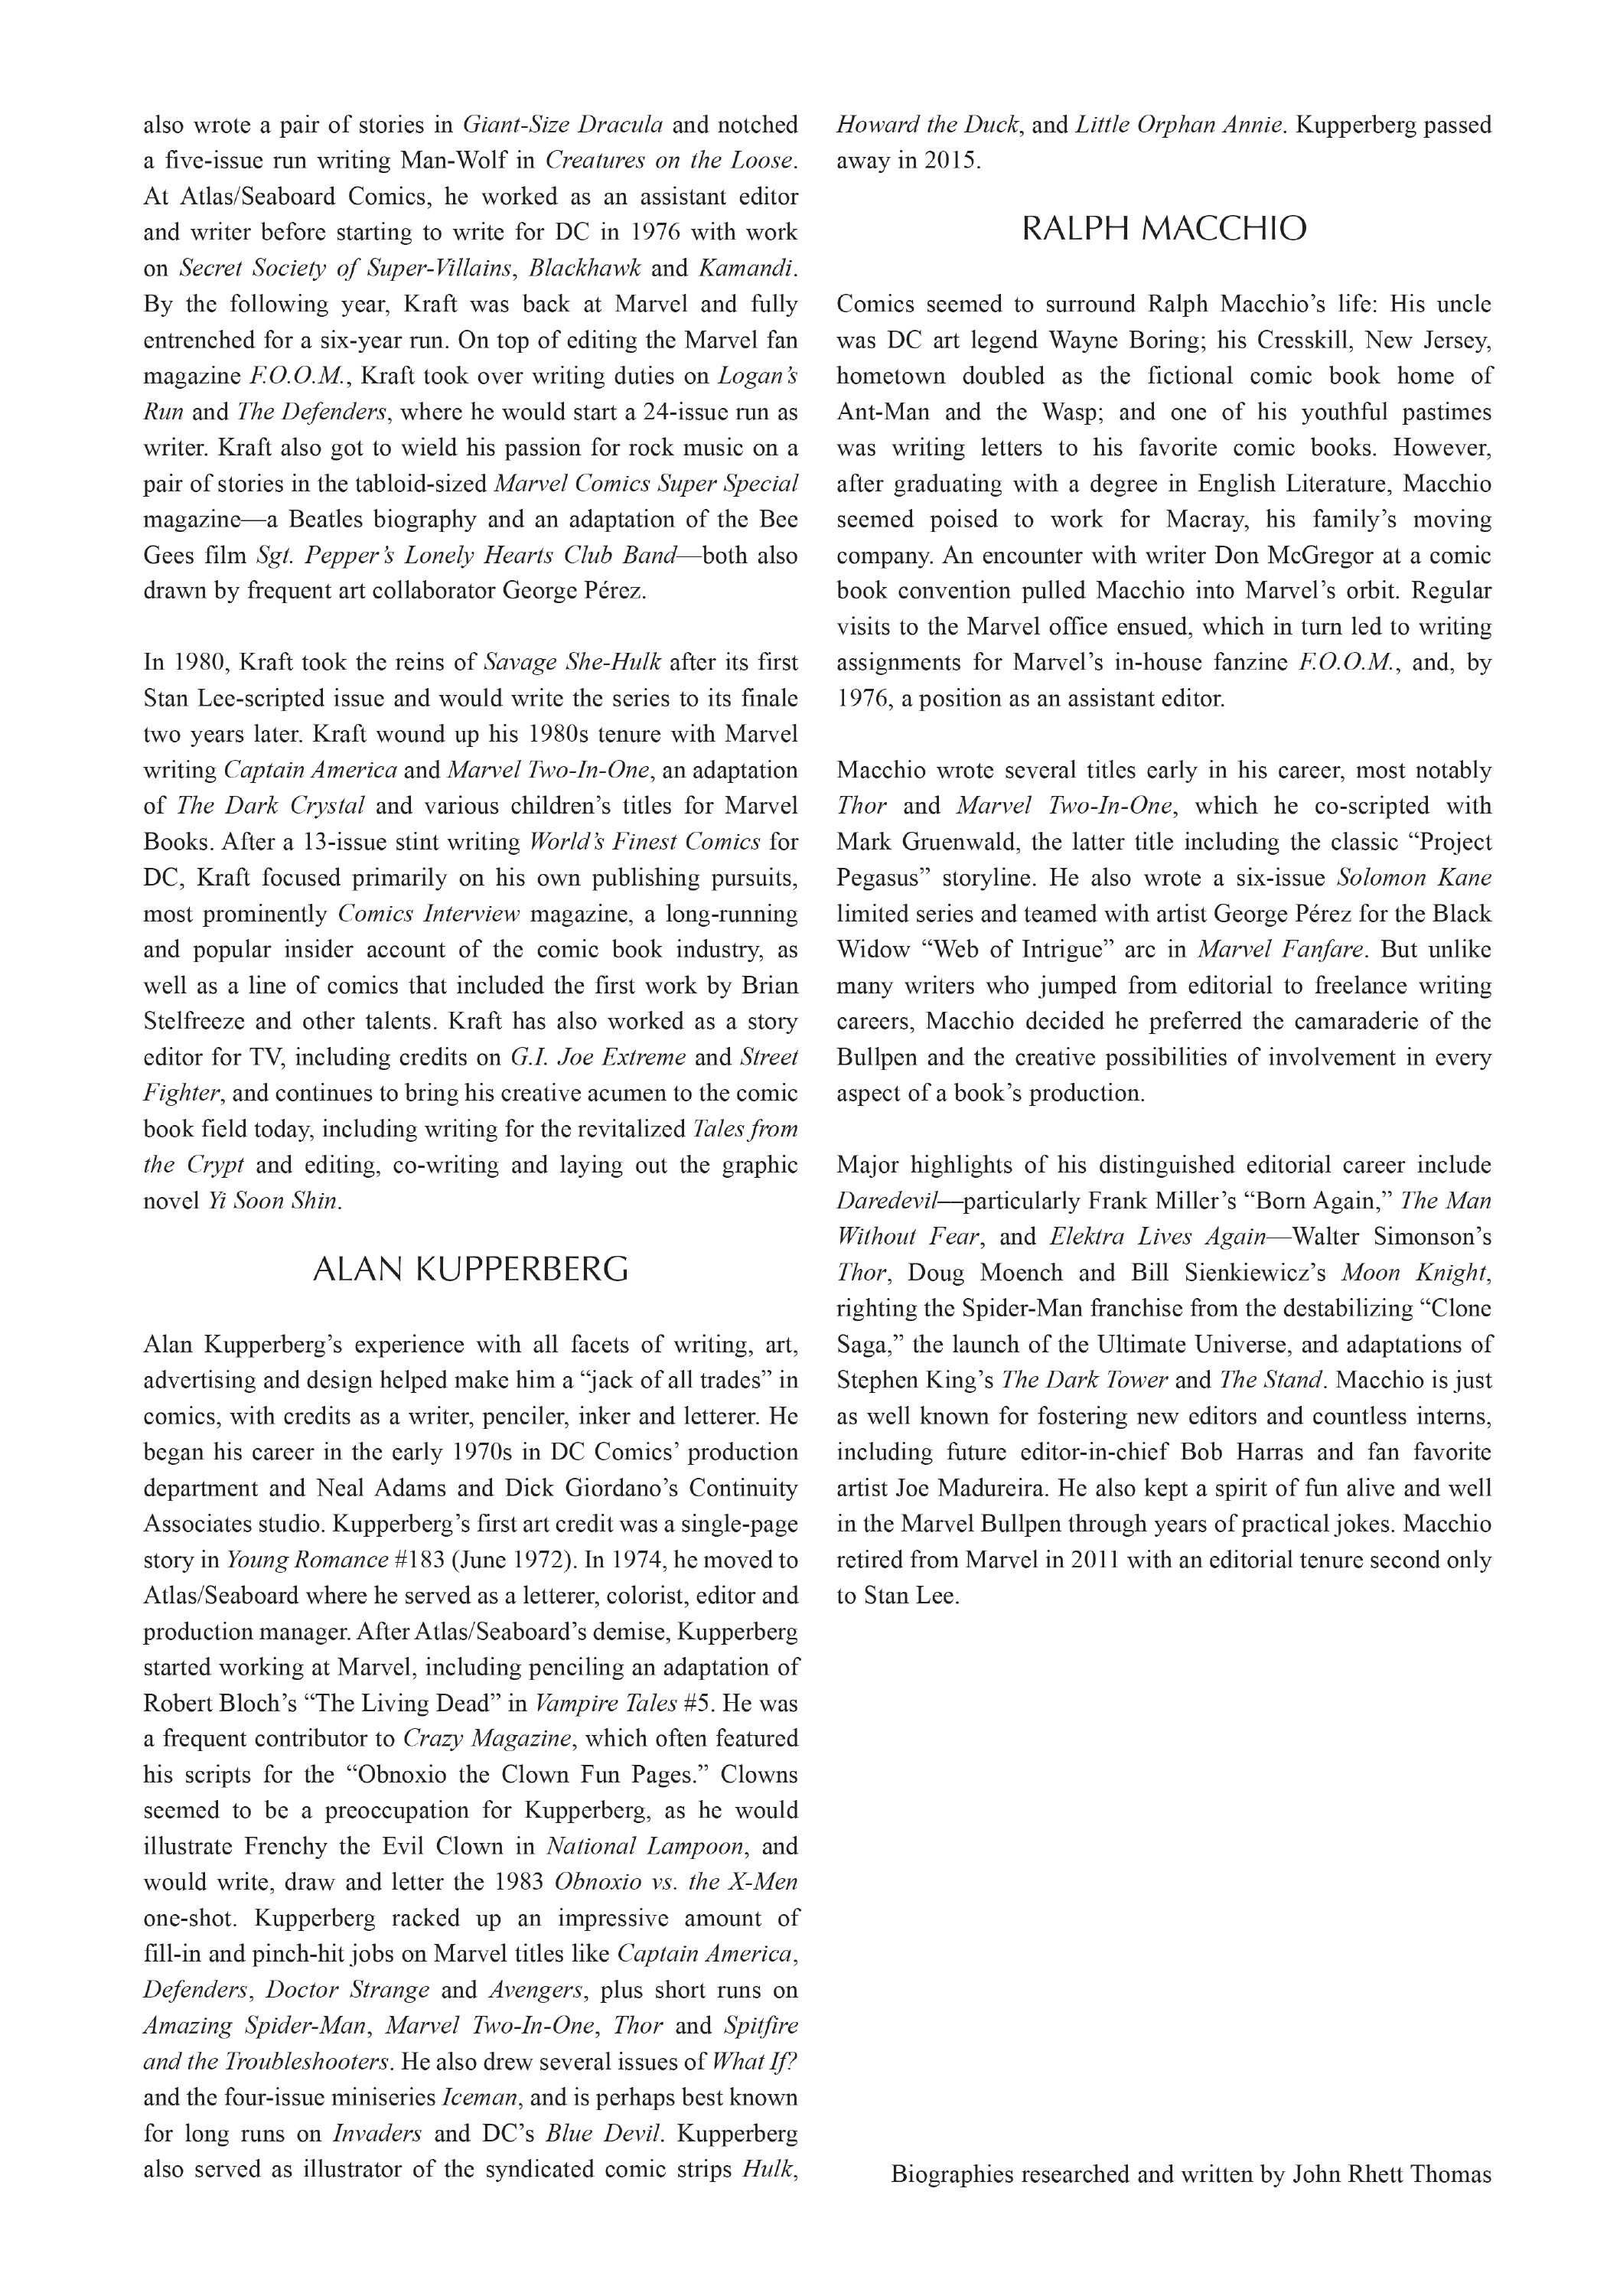 also wrote a pair of stories in Giant-Size Dracula and notched
a five-issue run writing Man-Wolf in Creatures on the Loose.
At Atlas/Seaboard Comics, he worked as an assistant editor
and writer before starting to write for DC in 1976 with work
on Secret Society of Super-Villains, Blackhawk and Kamandi.
By the following year, Kraft was back at Marvel and fully
entrenched for a six-year run. On top of editing the Marvel fan
magazine F.O.O.M., Kraft took over writing duties on Logan’s
Run and The Defenders, where he would start a 24-issue run as
writer. Kraft also got to wield his passion for rock music on a
pair of stories in the tabloid-sized Marvel Comics Super Special
magazine—a Beatles biography and an adaptation of the Bee
Gees film Sgt. Pepper’s Lonely Hearts Club Band—both also
drawn by frequent art collaborator George Pérez.
In 1980, Kraft took the reins of Savage She-Hulk after its first
Stan Lee-scripted issue and would write the series to its finale
two years later. Kraft wound up his 1980s tenure with Marvel
writing Captain America and Marvel Two-In-One, an adaptation
of The Dark Crystal and various children’s titles for Marvel
Books. After a 13-issue stint writing World’s Finest Comics for
DC, Kraft focused primarily on his own publishing pursuits,
most prominently Comics Interview magazine, a long-running
and popular insider account of the comic book industry, as
well as a line of comics that included the first work by Brian
Stelfreeze and other talents. Kraft has also worked as a story
editor for TV, including credits on G.I. Joe Extreme and Street
Fighter, and continues to bring his creative acumen to the comic
book field today, including writing for the revitalized Tales from
the Crypt and editing, co-writing and laying out the graphic
novel Yi Soon Shin.
ALAN KUPPERBERG
Alan Kupperberg’s experience with all facets of writing, art,
advertising and design helped make him a “jack of all trades” in
comics, with credits as a writer, penciler, inker and letterer. He
began his career in the early 1970s in DC Comics’ production
department and Neal Adams and Dick Giordano’s Continuity
Associates studio. Kupperberg’s first art credit was a single-page
story in Young Romance #183 (June 1972). In 1974, he moved to
Atlas/Seaboard where he served as a letterer, colorist, editor and
production manager. After Atlas/Seaboard’s demise, Kupperberg
started working at Marvel, including penciling an adaptation of
Robert Bloch’s “The Living Dead” in Vampire Tales #5. He was
a frequent contributor to Crazy Magazine, which often featured
his scripts for the “Obnoxio the Clown Fun Pages.” Clowns
seemed to be a preoccupation for Kupperberg, as he would
illustrate Frenchy the Evil Clown in National Lampoon, and
would write, draw and letter the 1983 Obnoxio vs. the X-Men
one-shot. Kupperberg racked up an impressive amount of
fill-in and pinch-hit jobs on Marvel titles like Captain America,
Defenders, Doctor Strange and Avengers, plus short runs on
Amazing Spider-Man, Marvel Two-In-One, Thor and Spitfire
and the Troubleshooters. He also drew several issues of What If?
and the four-issue miniseries Iceman, and is perhaps best known
for long runs on Invaders and DC’s Blue Devil. Kupperberg
also served as illustrator of the syndicated comic strips Hulk,
Howard the Duck, and Little Orphan Annie. Kupperberg passed
away in 2015.
RALPH MACCHIO
Comics seemed to surround Ralph Macchio’s life: His uncle
was DC art legend Wayne Boring; his Cresskill, New Jersey,
hometown doubled as the fictional comic book home of
Ant-Man and the Wasp; and one of his youthful pastimes
was writing letters to his favorite comic books. However,
after graduating with a degree in English Literature, Macchio
seemed poised to work for Macray, his family’s moving
company. An encounter with writer Don McGregor at a comic
book convention pulled Macchio into Marvel’s orbit. Regular
visits to the Marvel office ensued, which in turn led to writing
assignments for Marvel’s in-house fanzine F.O.O.M., and, by
1976, a position as an assistant editor.
Macchio wrote several titles early in his career, most notably
Thor and Marvel Two-In-One, which he co-scripted with
Mark Gruenwald, the latter title including the classic “Project
Pegasus” storyline. He also wrote a six-issue Solomon Kane
limited series and teamed with artist George Pérez for the Black
Widow “Web of Intrigue” arc in Marvel Fanfare. But unlike
many writers who jumped from editorial to freelance writing
careers, Macchio decided he preferred the camaraderie of the
Bullpen and the creative possibilities of involvement in every
aspect of a book’s production.
Major highlights of his distinguished editorial career include
Daredevil—particularly Frank Miller’s “Born Again,” The Man
Without Fear, and Elektra Lives Again—Walter Simonson’s
Thor, Doug Moench and Bill Sienkiewicz’s Moon Knight,
righting the Spider-Man franchise from the destabilizing “Clone
Saga,” the launch of the Ultimate Universe, and adaptations of
Stephen King’s The Dark Tower and The Stand. Macchio is just
as well known for fostering new editors and countless interns,
including future editor-in-chief Bob Harras and fan favorite
artist Joe Madureira. He also kept a spirit of fun alive and well
in the Marvel Bullpen through years of practical jokes. Macchio
retired from Marvel in 2011 with an editorial tenure second only
to Stan Lee.
Biographies researched and written by John Rhett Thomas